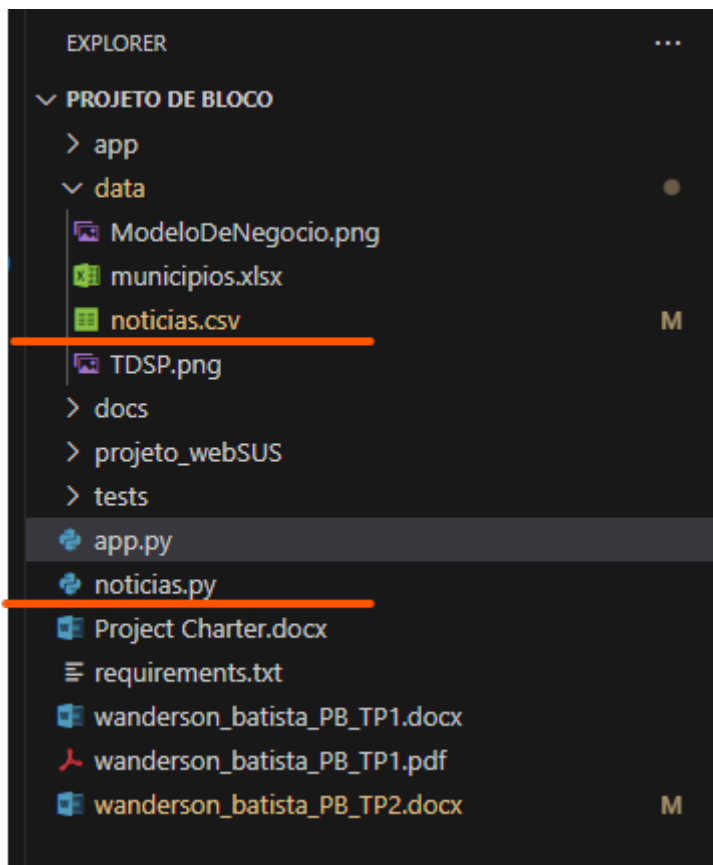 EXPLORER ...
PROJETO DE BLOCO
app
data
ModeloDeNegocio.png
municipios.xlsx
noticias.csv M
TDSP.png
docs
projeto_webSUS
tests
app.py
noticias.py
Project Charter.docx
requirements.txt
wanderson_batista_PB_TP1.docx
wanderson_batista_PB_TP1.pdf
wanderson_batista_PB_TP2.docx M